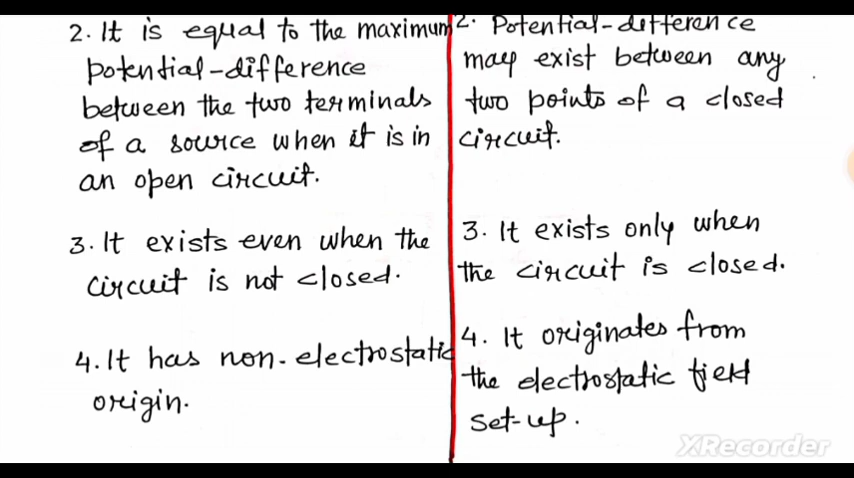 2. It is equal to the maximum
potential-difference
between the two terminals
of a source when it is in
an open circuit.
3. It exists even when the
circuit is not closed.
4. It has non-electrostatic
origin.
2. Potential-difference
may exist between any
two points of a closed
circuit.
3. It exists only when
the circuit is closed.
4. It originates from
the electrostatic field
set-up.
XRecorder